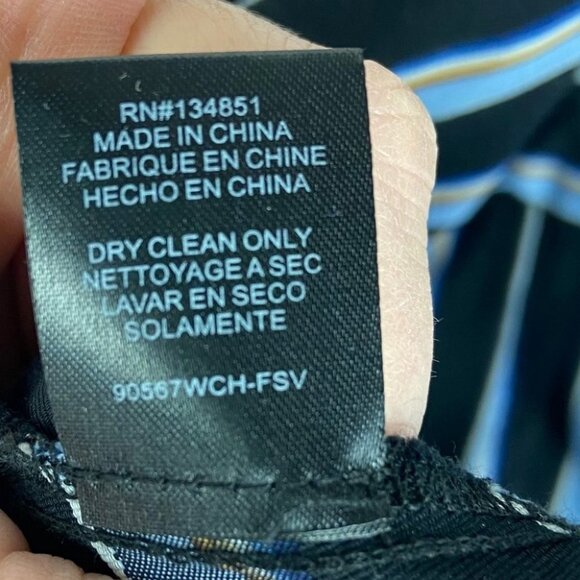 RN#134851
MADE IN CHINA
FABRIQUE EN CHINE
HECHO EN CHINA
DRY CLEAN ONLY
NETTOYAGE A SEC
LAVAR EN SECO
SOLAMENTE
90567WCH-FSV